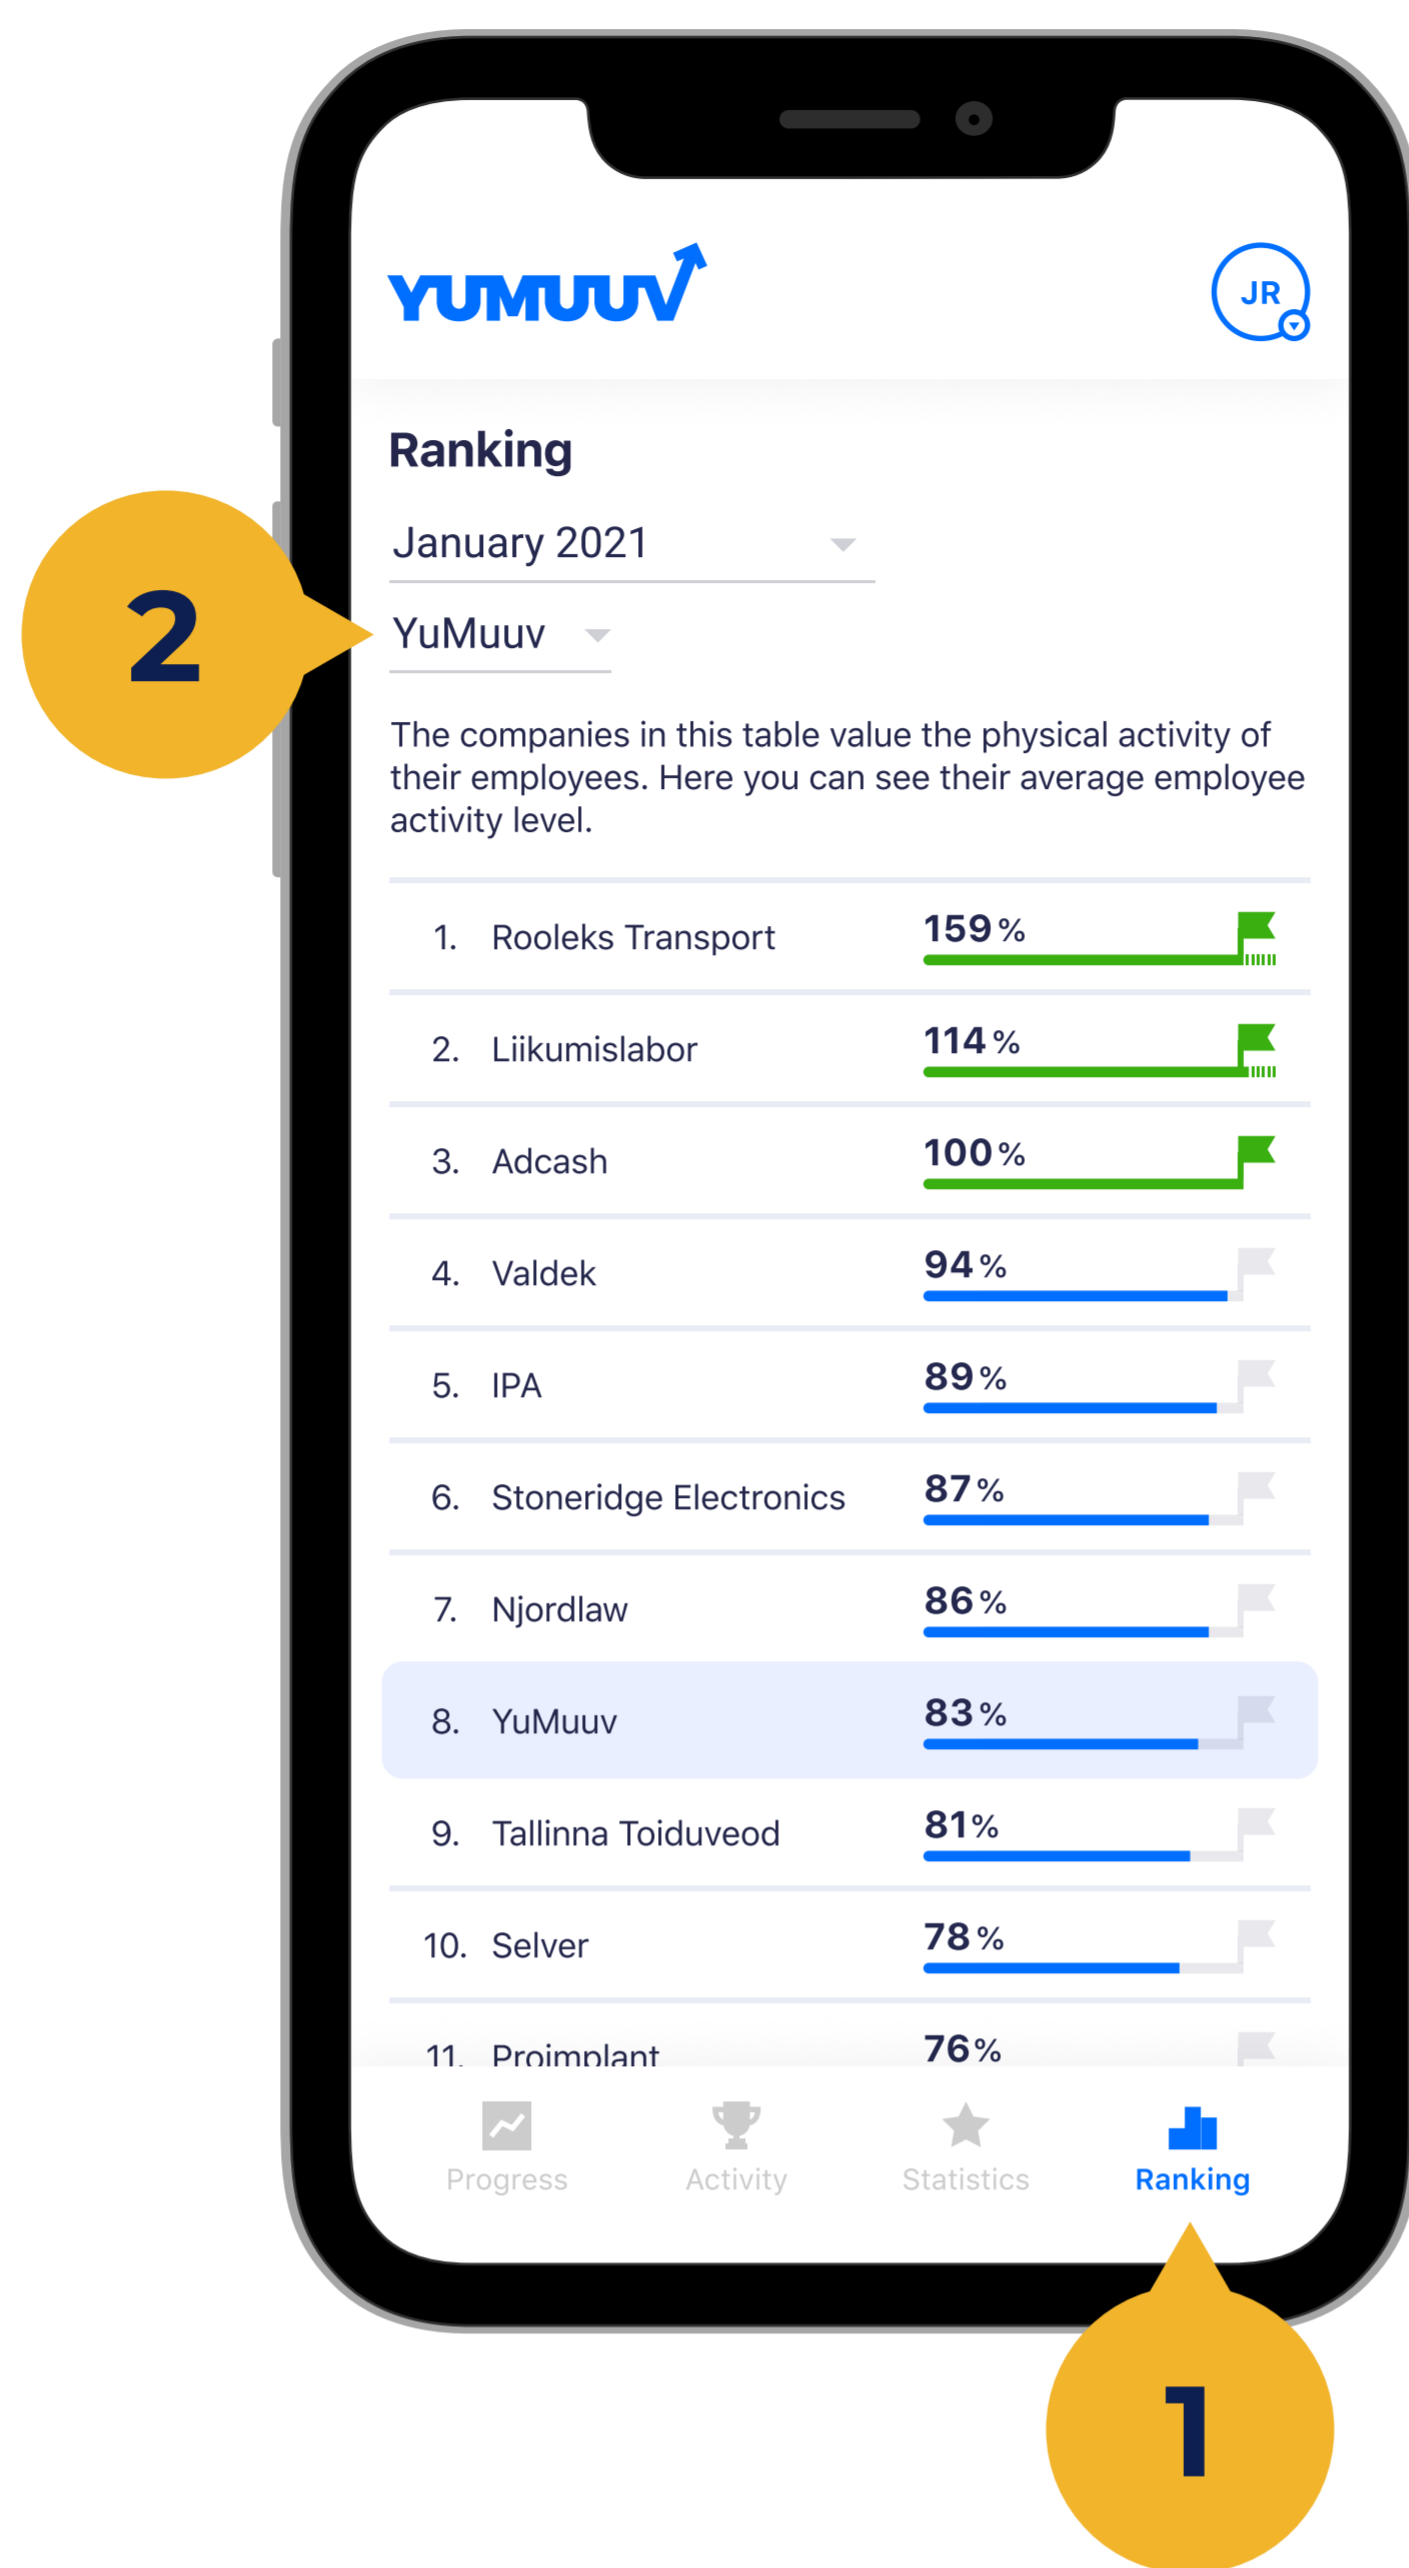 YUMUUV
JR
Ranking
January 2021
2
YuMuuv
The companies in this table value the physical activity of
their employees. Here you can see their average employee
activity level.
1. Rooleks Transport 159%
2. Liikumislabor 114%
3. Adcash 100%
4. Valdek 94%
5. IPA 89%
6. Stoneridge Electronics 87%
7. Njordlaw 86%
8. YuMuuv 83%
9. Tallinna Toiduveod 81%
10. Selver 78%
11. Proimplant 76%
Progress Activity Statistics Ranking
1